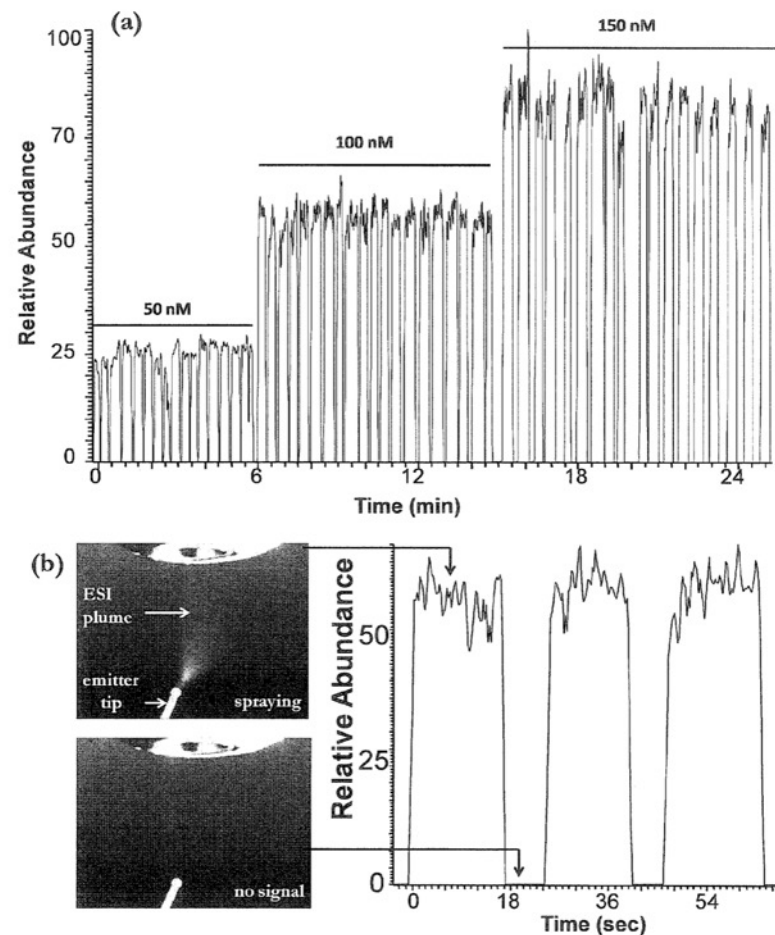 (a)
150 nM
100
Relative Abundance
70
100 nM
50
50 nM
25
0
0
6
12
18
24
Time (min)
(b)
ESI
plume
emitter
tip
spraying
no signal
Relative Abundance
50
25
0
0
18
36
54
Time (sec)